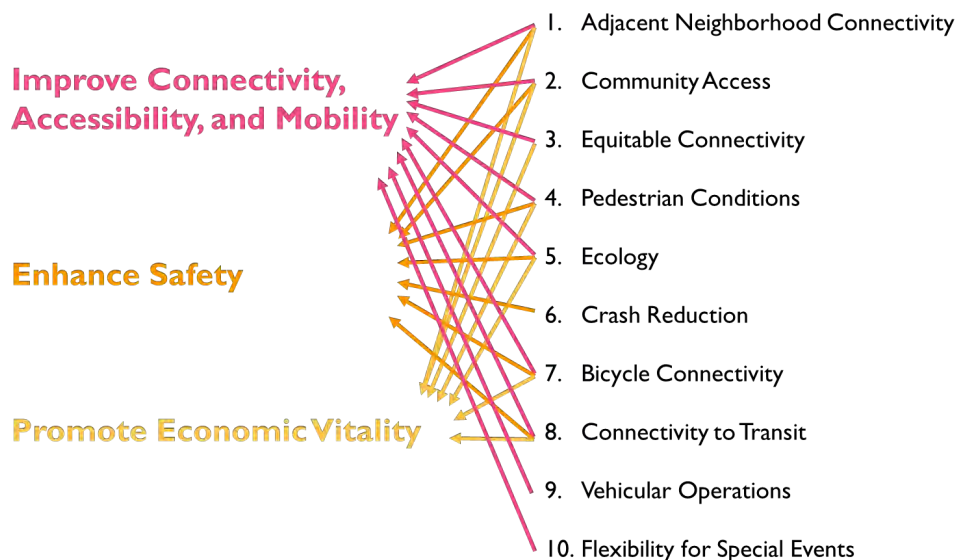 Improve Connectivity,
Accessibility, and Mobility
Enhance Safety
Promote Economic Vitality
1. Adjacent Neighborhood Connectivity
2. Community Access
3. Equitable Connectivity
4. Pedestrian Conditions
5. Ecology
6. Crash Reduction
7. Bicycle Connectivity
8. Connectivity to Transit
9. Vehicular Operations
10. Flexibility for Special Events